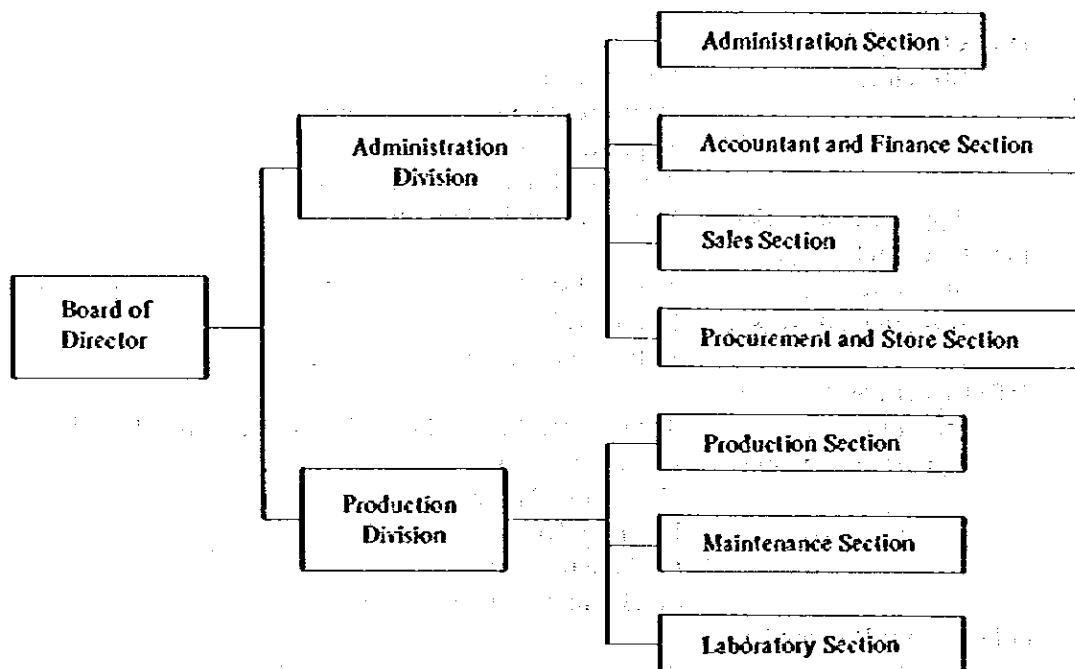 Administration Section
Accountant and Finance Section
Administration
Division
Sales Section
Board of
Director
Procurement and Store Section
Production Section
Production
Division
Maintenance Section
Laboratory Section